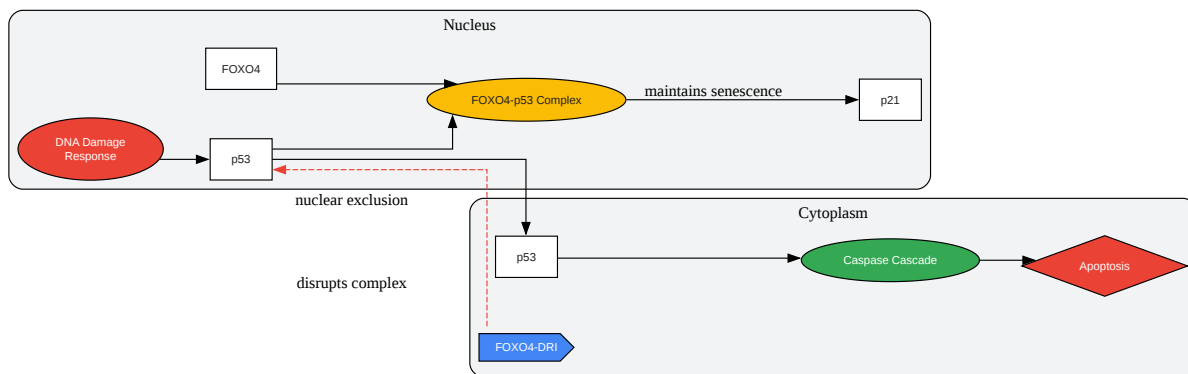 Nucleus
FOXO4
FOXO4-p53 Complex
maintains senescence
p21
DNA Damage
Response
p53
nuclear exclusion
Cytoplasm
p53
Caspase Cascade
Apoptosis
disrupts complex
FOXO4-DRI